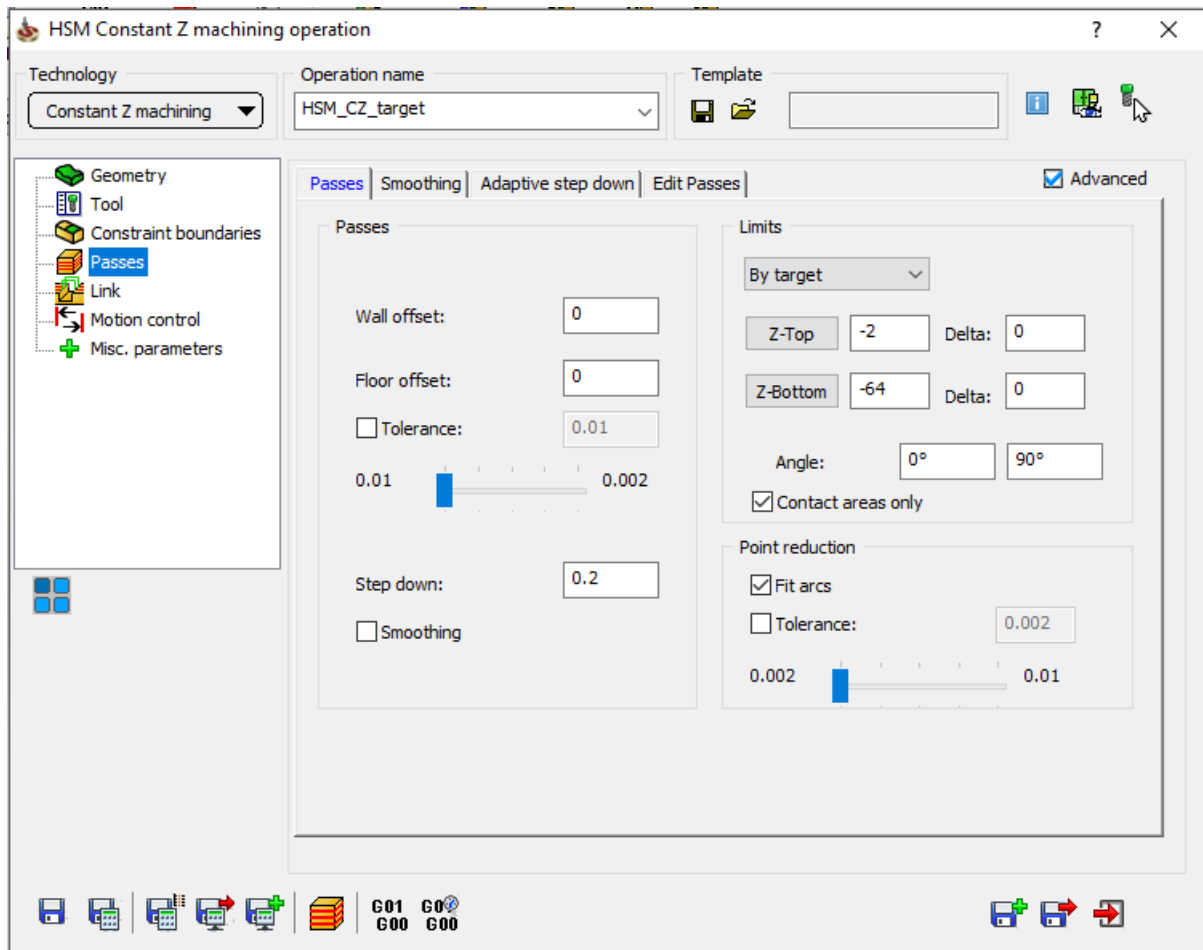 HSM Constant Z machining operation
?
Technology
Operation name
Template
Constant Z machining
HSM_CZ_target
Geometry
Tool
Constraint boundaries
Passes
Link
Motion control
Misc. parameters
Passes Smoothing Adaptive step down Edit Passes
Advanced
Passes
Wall offset: 0
Floor offset: 0
Tolerance: 0.01
0.01 0.002
Step down: 0.2
Smoothing
Limits
By target
Z-Top -2 Delta: 0
Z-Bottom -64 Delta: 0
Angle: 0° 90°
Contact areas only
Point reduction
Fit arcs
Tolerance: 0.002
0.002 0.01
G01
G00
G00